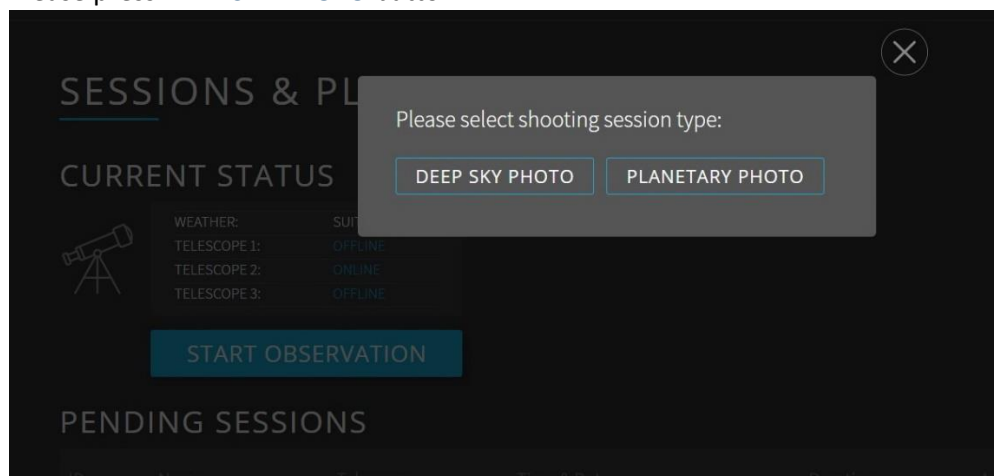 SESSIONS & PL
Please select shooting session type:
DEEP SKY PHOTO PLANETARY PHOTO
CURRENT STATUS
WEATHER: SUIT
TELESCOPE 1: OFFLINE
TELESCOPE 2: ONLINE
TELESCOPE 3: OFFLINE
START OBSERVATION
PENDING SESSIONS